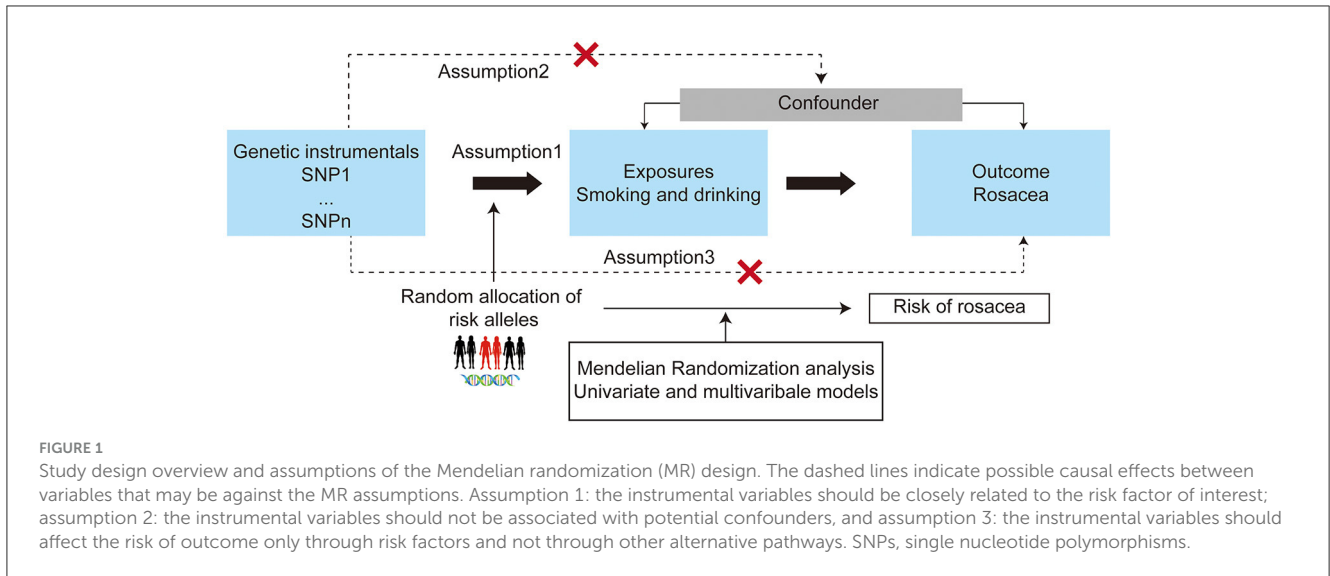 Assumption2
Confounder
Genetic instrumentals
SNP1
...
SNPn
Assumption1
Exposures
Smoking and drinking
Outcome
Rosacea
Assumption3
Random allocation of
risk alleles
Risk of rosacea
Mendelian Randomization analysis
Univariate and multivaribale models
FIGURE 1
Study design overview and assumptions of the Mendelian randomization (MR) design. The dashed lines indicate possible causal effects between
variables that may be against the MR assumptions. Assumption 1: the instrumental variables should be closely related to the risk factor of interest;
assumption 2: the instrumental variables should not be associated with potential confounders, and assumption 3: the instrumental variables should
affect the risk of outcome only through risk factors and not through other alternative pathways. SNPs, single nucleotide polymorphisms.